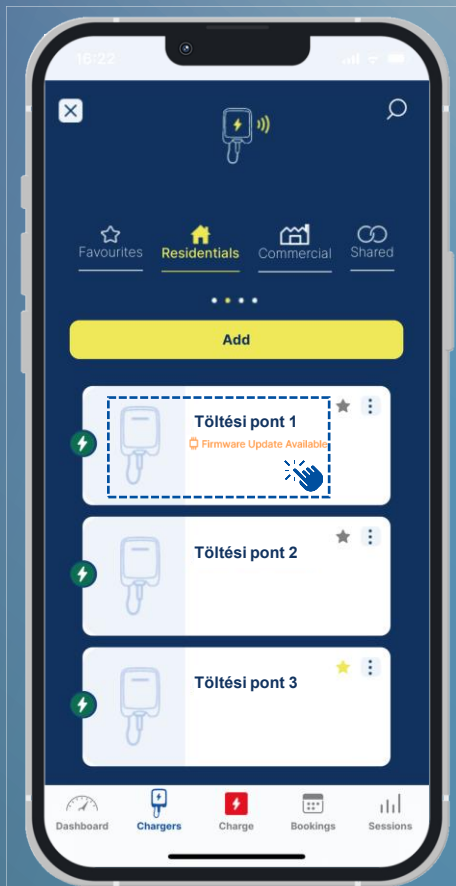 16:22
Favourites
Residentials
Commercial
Shared
Add
Töltési pont 1
Firmware Update Available
Töltési pont 2
Töltési pont 3
Dashboard
Chargers
Charge
Bookings
Sessions